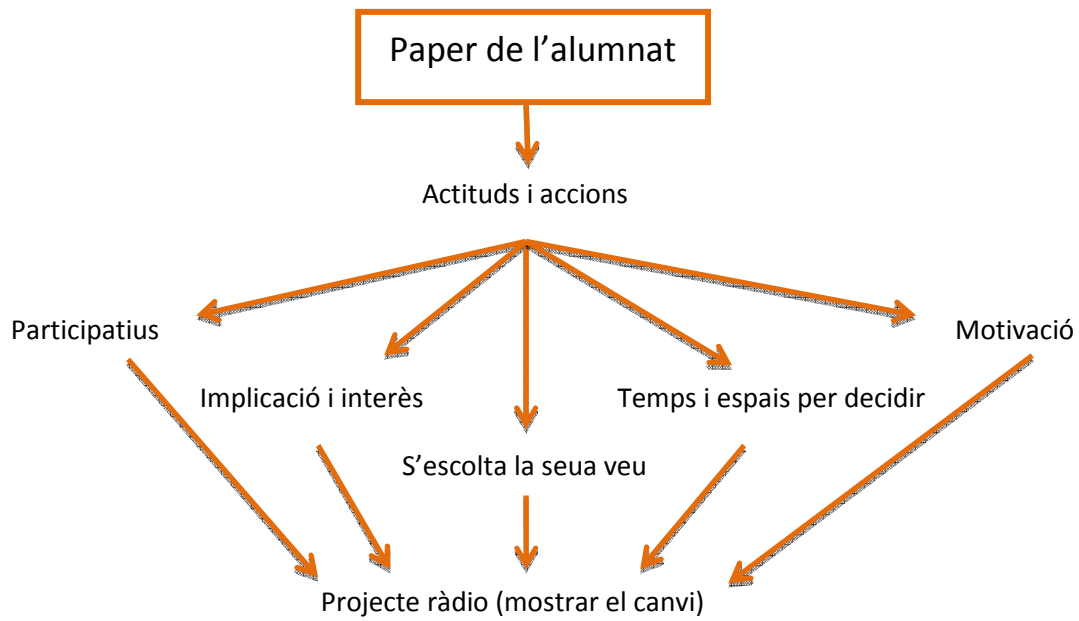 Paper de l’alumnat
Actituds i accions
Participatius
Motivació
Implicació i interès
Temps i espais per decidir
S’escolta la seua veu
Projecte ràdio (mostrar el canvi)